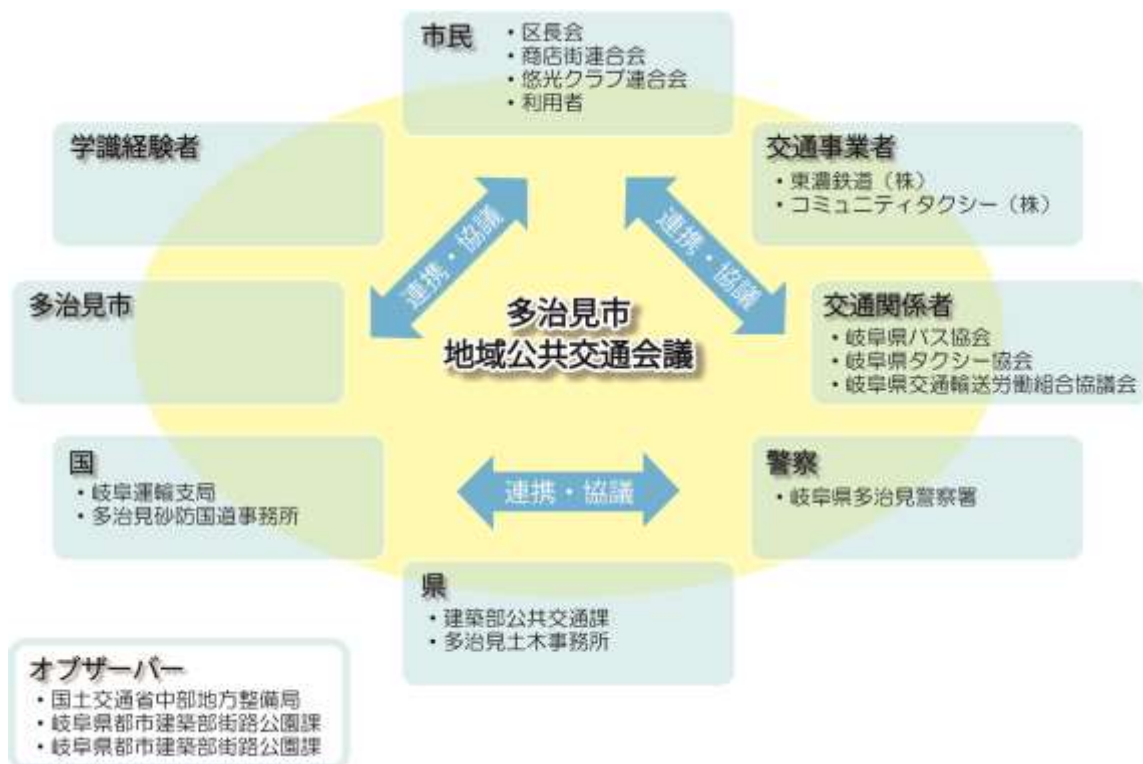 市民
・区長会
・商店街連合会
・悠光クラブ連合会
・利用者
学識経験者
交通事業者
・東濃鉄道（株）
・コミュニティタクシー（株）
連携・協議
連携・協議
多治見市
多治見市
地域公共交通会議
交通関係者
・岐阜県バス協会
・岐阜県タクシー協会
・岐阜県交通輸送労働組合協議会
国
・岐阜運輸支局
・多治見砂防国道事務所
連携・協議
警察
・岐阜県多治見警察署
県
・建築部公共交通課
・多治見土木事務所
オブザーバー
・国土交通省中部地方整備局
・岐阜県都市建築部街路公園課
・岐阜県都市建築部街路公園課